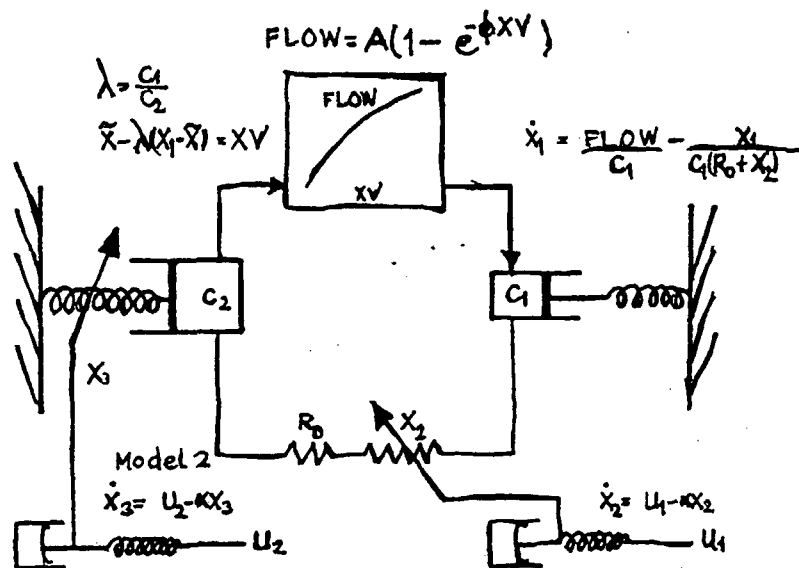 FLOW = A(1 - e^{-ϕXV})
λ = C₁/C₂
FLOW
X̃ - λ(X₁ - X̃) = XV
Ẋ₁ = FLOW/C₁ - X₁/(C₁(R₀ + X₂))
XV
C₂
C₁
X₃
R₀
X₂
Model 2
Ẋ₃ = U₂ - αX₃
Ẋ₂ = U₁ - αX₂
U₂
U₁